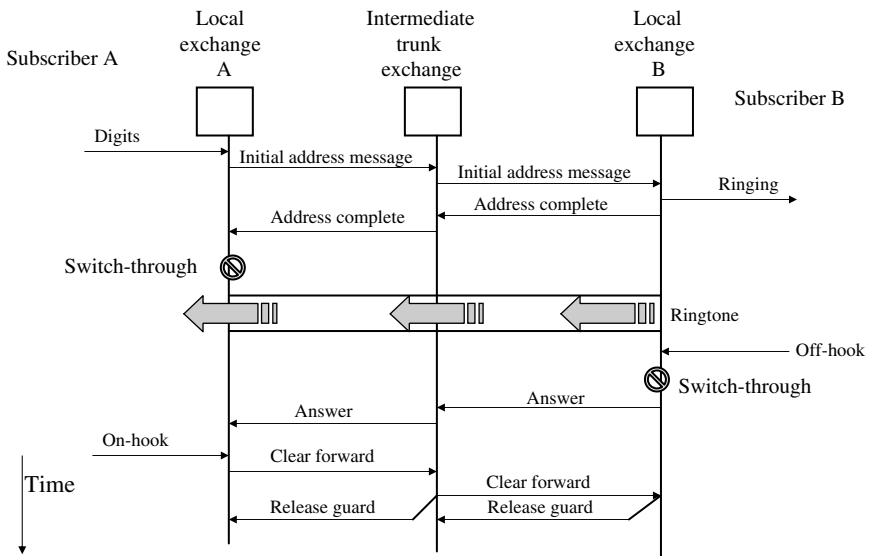 Local
exchange
A
Intermediate
trunk
exchange
Local
exchange
B
Subscriber A
Subscriber B
Digits
Initial address message
Initial address message
Ringing
Address complete
Address complete
Switch-through
Ringtone
Off-hook
Switch-through
Answer
Answer
On-hook
Clear forward
Time
Clear forward
Release guard
Release guard